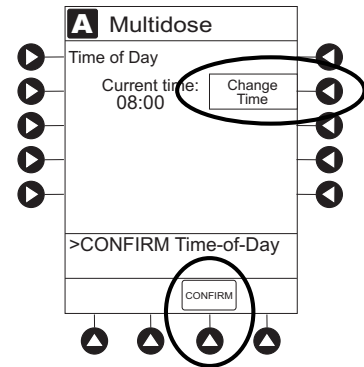 A Multidose
Time of Day
Current time:
08:00
Change
Time
>CONFIRM Time-of-Day
CONFIRM